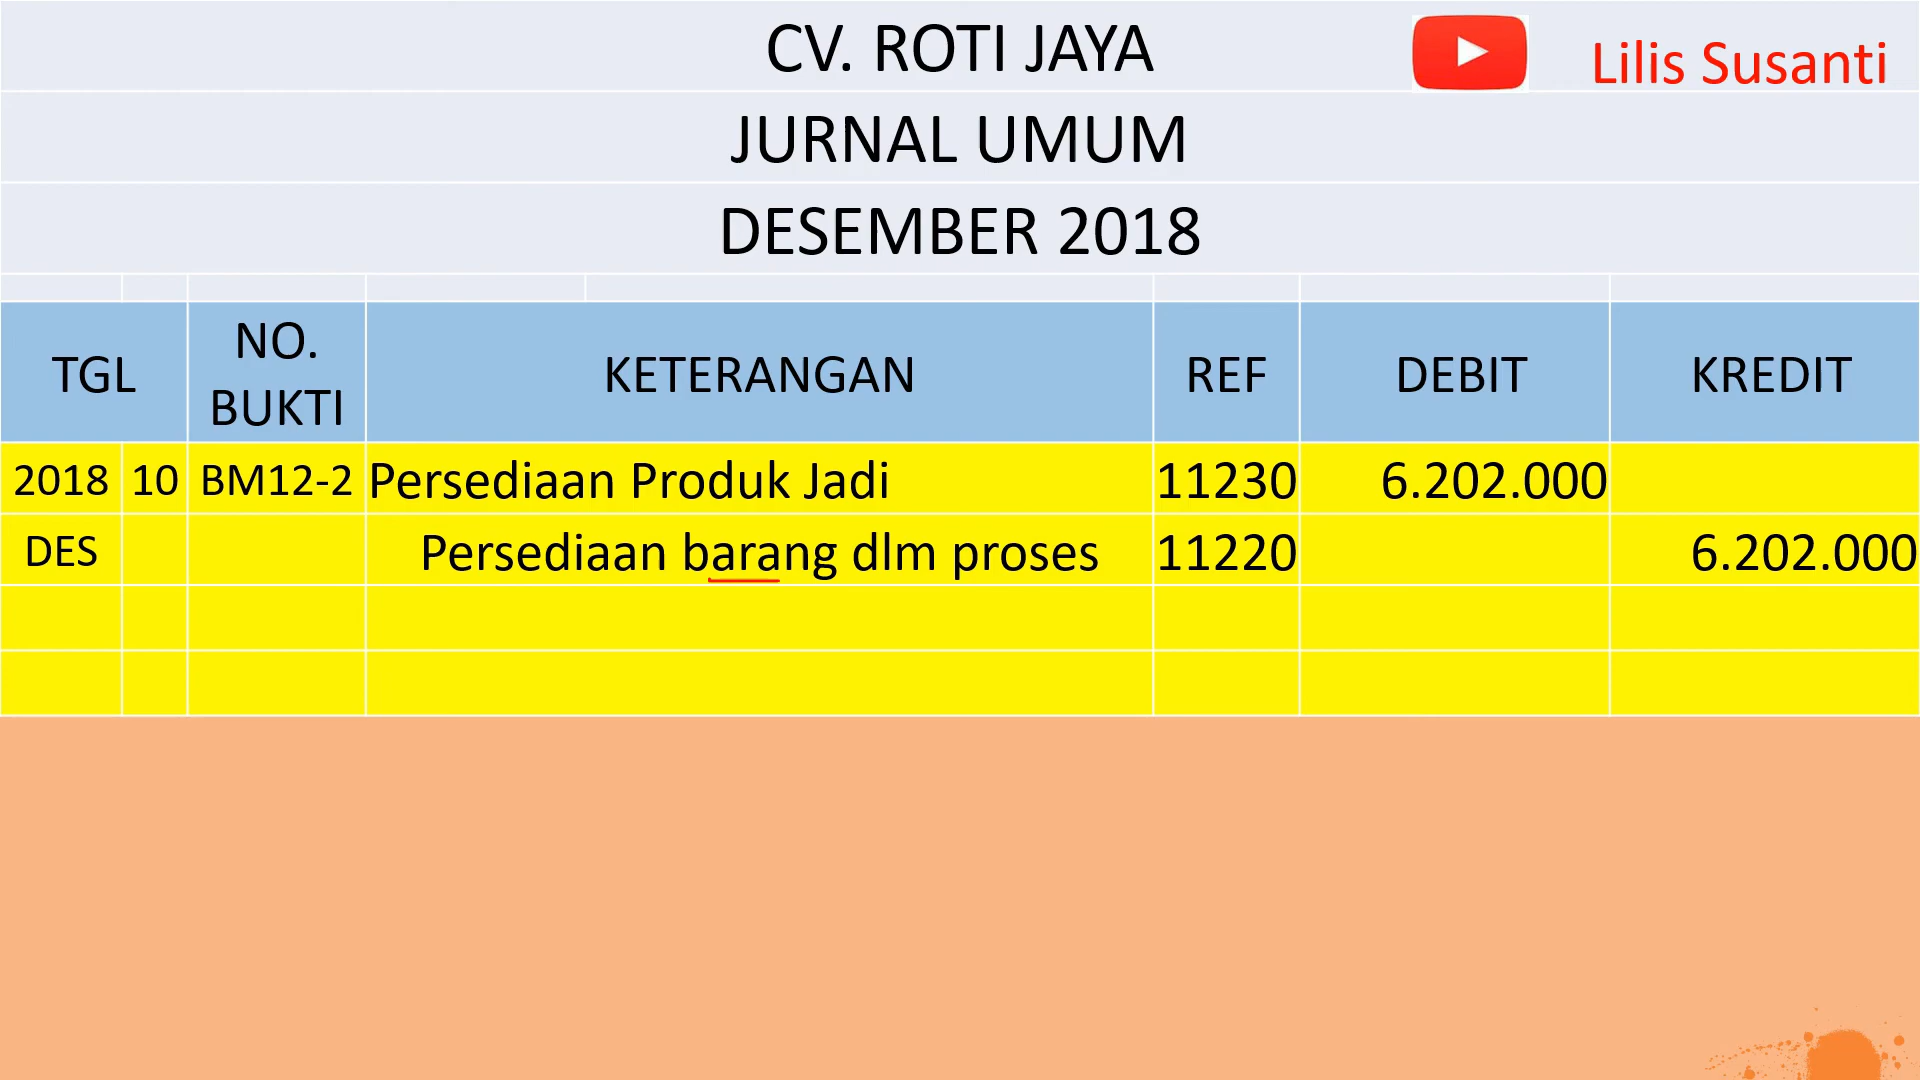 CV. ROTI JAYA
Lilis Susanti
JURNAL UMUM
DESEMBER 2018
TGL NO. BUKTI KETERANGAN REF DEBIT KREDIT
2018 10 BM12-2 Persediaan Produk Jadi 11230 6.202.000
DES Persediaan barang dlm proses 11220 6.202.000